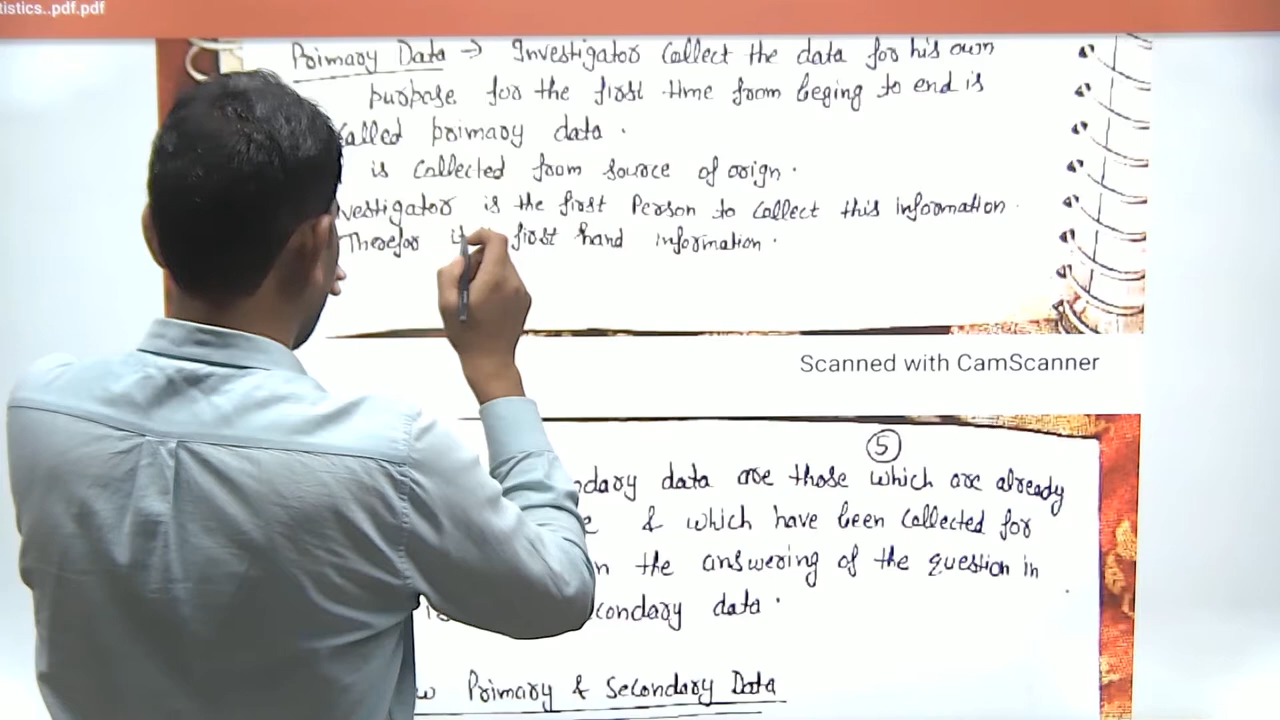 tistics..pdf.pdf
Primary Data → Investigator Collect the data for his own
purpose for the first time from beging to end is
Called primary data .
is collected from source of orign .
vestigator is the first Person to Collect this information .
Therefor it first hand information .
Scanned with CamScanner
5
ndary data are those which are already
e & which have been Collected for
n the answering of the question in
condary data .
w Primary & Secondary Data